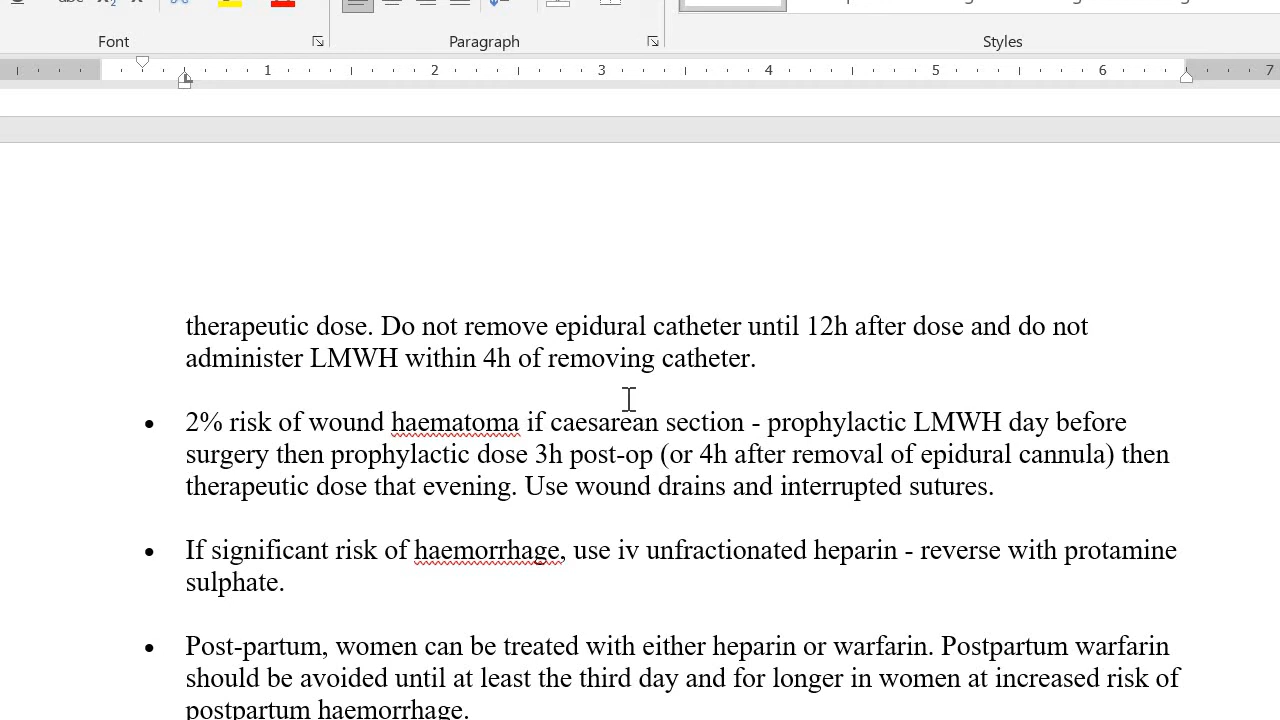 Font
Paragraph
Styles
1 2 3 4 5 6 7
therapeutic dose. Do not remove epidural catheter until 12h after dose and do not
administer LMWH within 4h of removing catheter.
• 2% risk of wound haematoma if caesarean section - prophylactic LMWH day before
surgery then prophylactic dose 3h post-op (or 4h after removal of epidural cannula) then
therapeutic dose that evening. Use wound drains and interrupted sutures.
• If significant risk of haemorrhage, use iv unfractionated heparin - reverse with protamine
sulphate.
• Post-partum, women can be treated with either heparin or warfarin. Postpartum warfarin
should be avoided until at least the third day and for longer in women at increased risk of
postpartum haemorrhage.